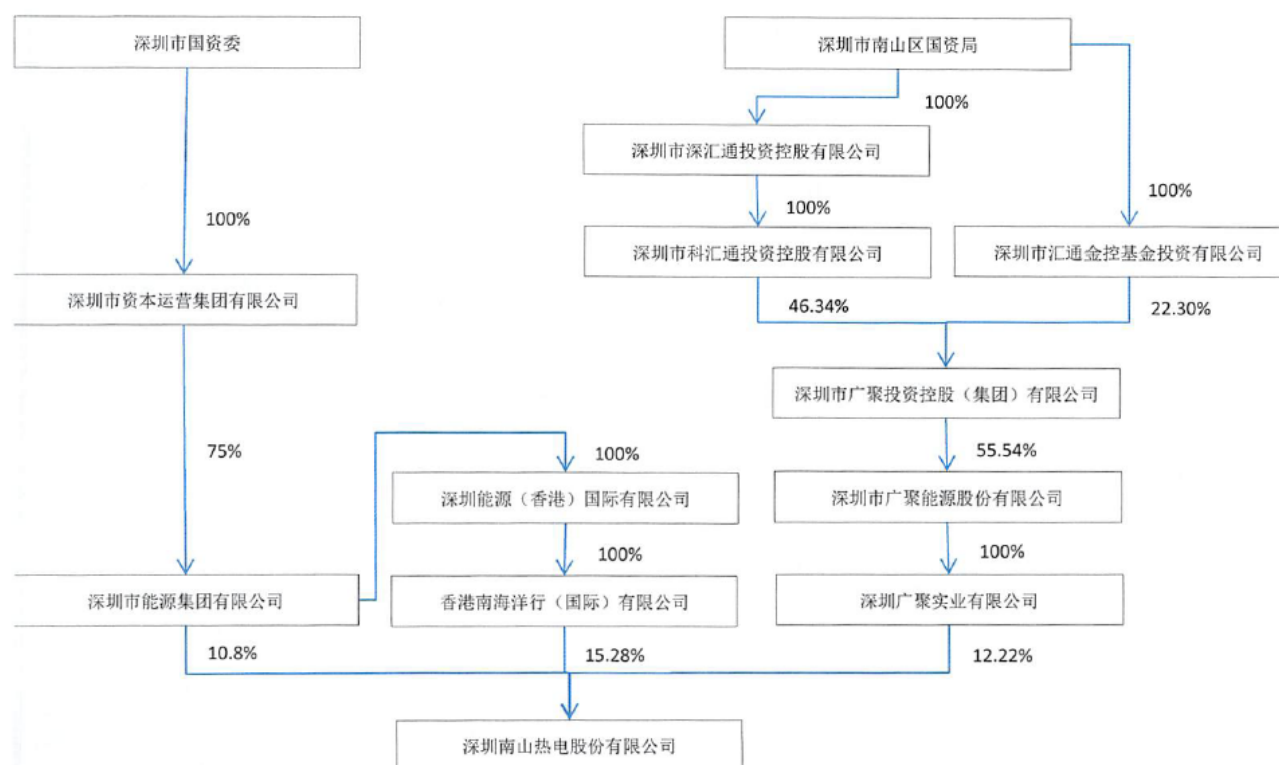 深圳市国资委
深圳市南山区国资局
100%
深圳市深汇通投资控股有限公司
100%
100%
100%
深圳市科汇通投资控股有限公司
深圳市汇通金控基金投资有限公司
深圳市资本运营集团有限公司
46.34%
22.30%
深圳市广聚投资控股（集团）有限公司
75%
100%
55.54%
深圳能源（香港）国际有限公司
深圳市广聚能源股份有限公司
100%
100%
深圳市能源集团有限公司
香港南海洋行（国际）有限公司
深圳广聚实业有限公司
10.8%
15.28%
12.22%
深圳南山热电股份有限公司